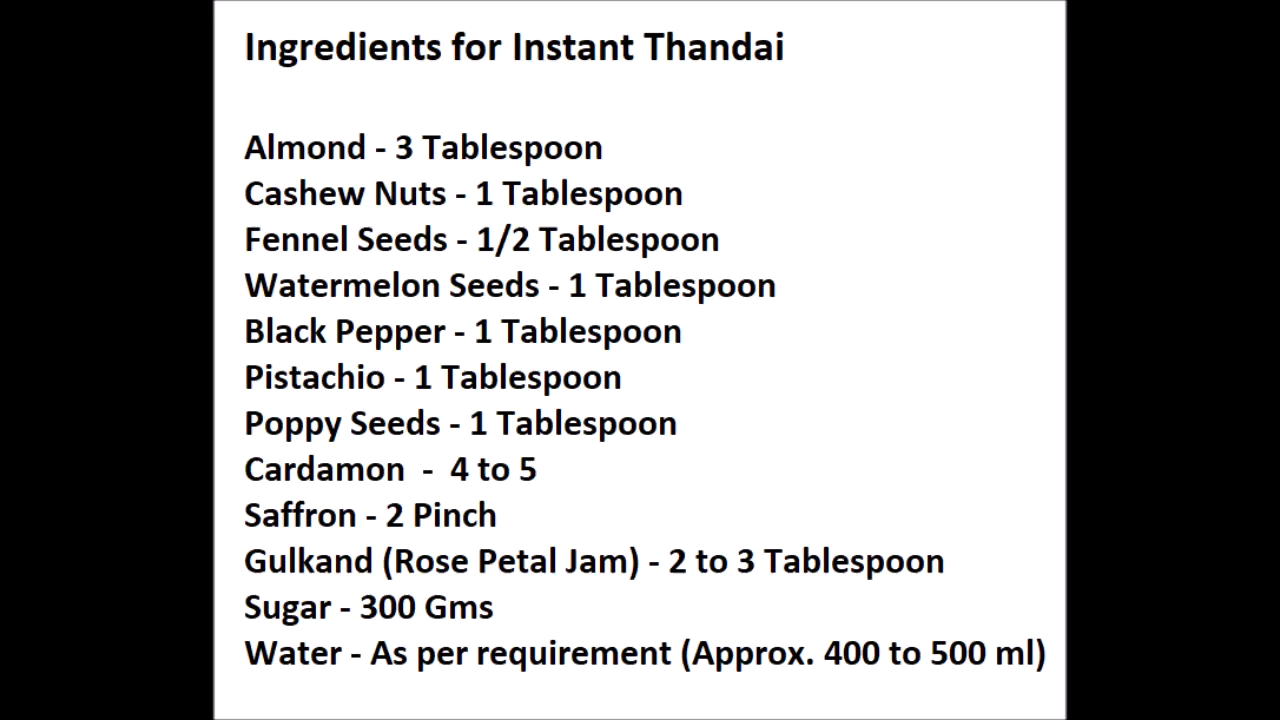 Ingredients for Instant Thandai
Almond - 3 Tablespoon
Cashew Nuts - 1 Tablespoon
Fennel Seeds - 1/2 Tablespoon
Watermelon Seeds - 1 Tablespoon
Black Pepper - 1 Tablespoon
Pistachio - 1 Tablespoon
Poppy Seeds - 1 Tablespoon
Cardamon - 4 to 5
Saffron - 2 Pinch
Gulkand (Rose Petal Jam) - 2 to 3 Tablespoon
Sugar - 300 Gms
Water - As per requirement (Approx. 400 to 500 ml)